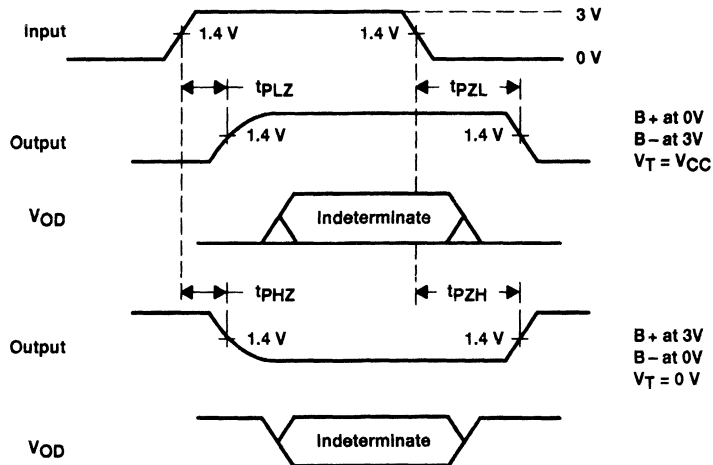 3 V
Input
1.4 V
1.4 V
0 V
tPLZ
tPZL
B + at 0V
B – at 3V
VT = VCC
Output
1.4 V
1.4 V
VOD
Indeterminate
tPHZ
tPZH
Output
1.4 V
1.4 V
B + at 3V
B – at 0V
VT = 0 V
VOD
Indeterminate